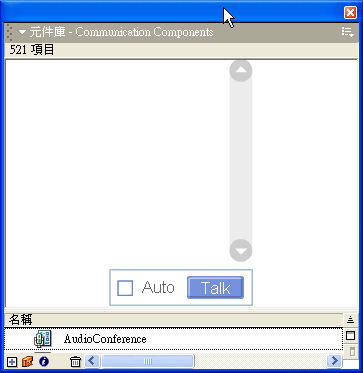 元件庫 - Communication Components
521 項目
Auto
Talk
名稱
AudioConference